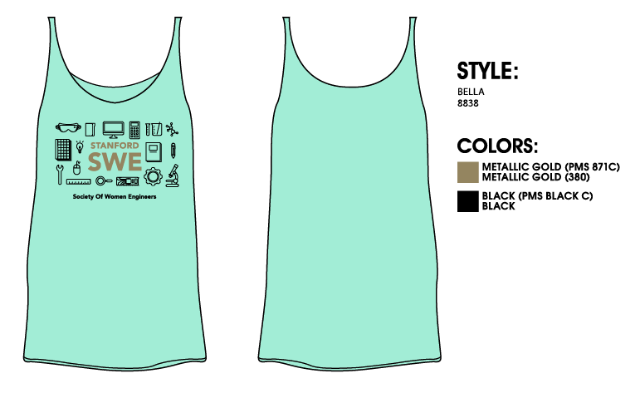 STANFORD
SWE
Society Of Women Engineers
STYLE:
BELLA
8838
COLORS:
METALLIC GOLD (PMS 871C)
METALLIC GOLD (380)
BLACK (PMS BLACK C)
BLACK